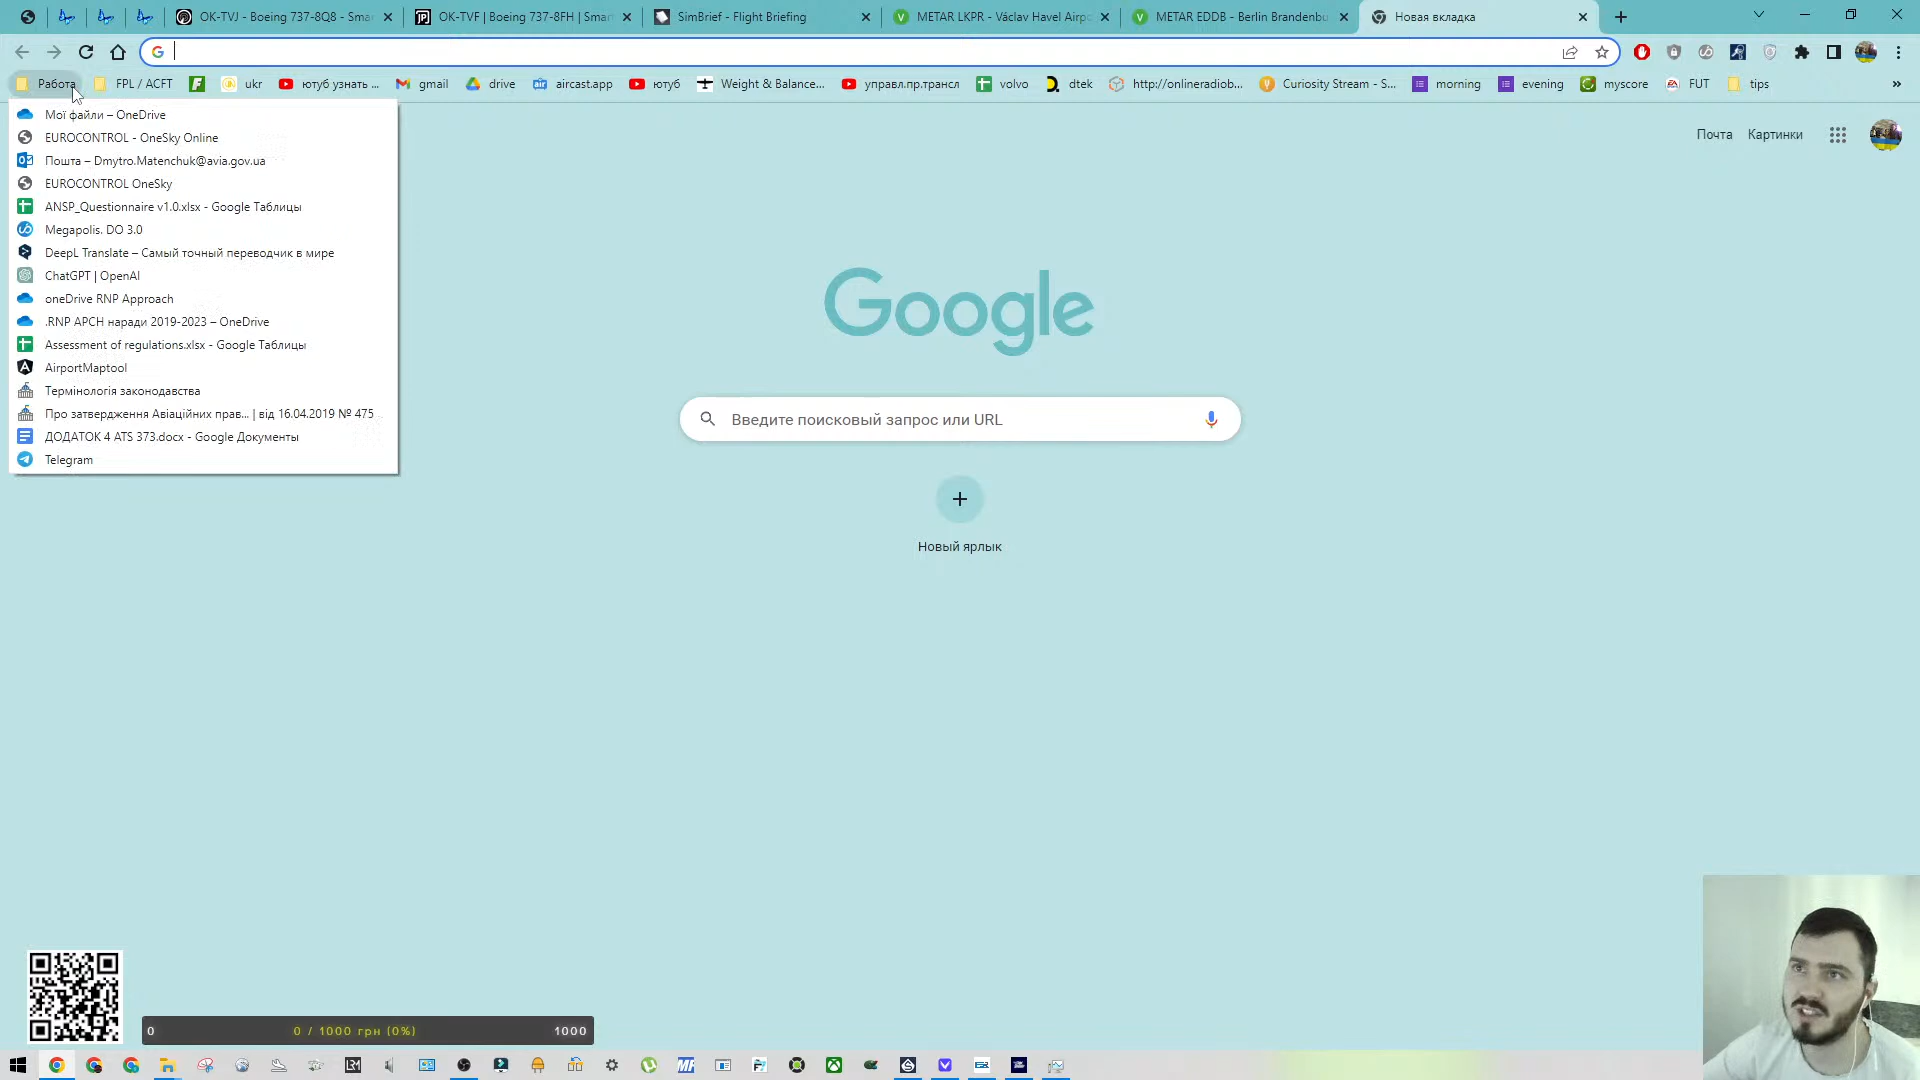 OK-TVJ - Boeing 737-8Q8 - Smar
OK-TVF | Boeing 737-8FH | Smar
SimBrief - Flight Briefing
METAR LKPR - Václav Havel Airpo
METAR EDDB - Berlin Brandenbu
Новая вкладка
Работа
FPL / ACFT
ukr
ютуб узнать ...
gmail
drive
aircast.app
ютуб
Weight & Balance...
управл.пр.трансл
volvo
dtek
http://onlineradiob...
Curiosity Stream - S...
morning
evening
myscore
FUT
tips
»
Мої файли – OneDrive
EUROCONTROL - OneSky Online
Пошта – Dmytro.Matenchuk@avia.gov.ua
EUROCONTROL OneSky
ANSP_Questionnaire v1.0.xlsx - Google Таблицы
Megapolis. DO 3.0
DeepL Translate – Самый точный переводчик в мире
ChatGPT | OpenAI
oneDrive RNP Approach
.RNP APCH наради 2019-2023 – OneDrive
Assessment of regulations.xlsx - Google Таблицы
AirportMaptool
Термінологія законодавства
Про затвердження Авіаційних прав... | від 16.04.2019 № 475
ДОДАТОК 4 ATS 373.docx - Google Документы
Telegram
Почта
Картинки
Google
Введите поисковый запрос или URL
Новый ярлык
0
0 / 1000 грн (0%)
1000